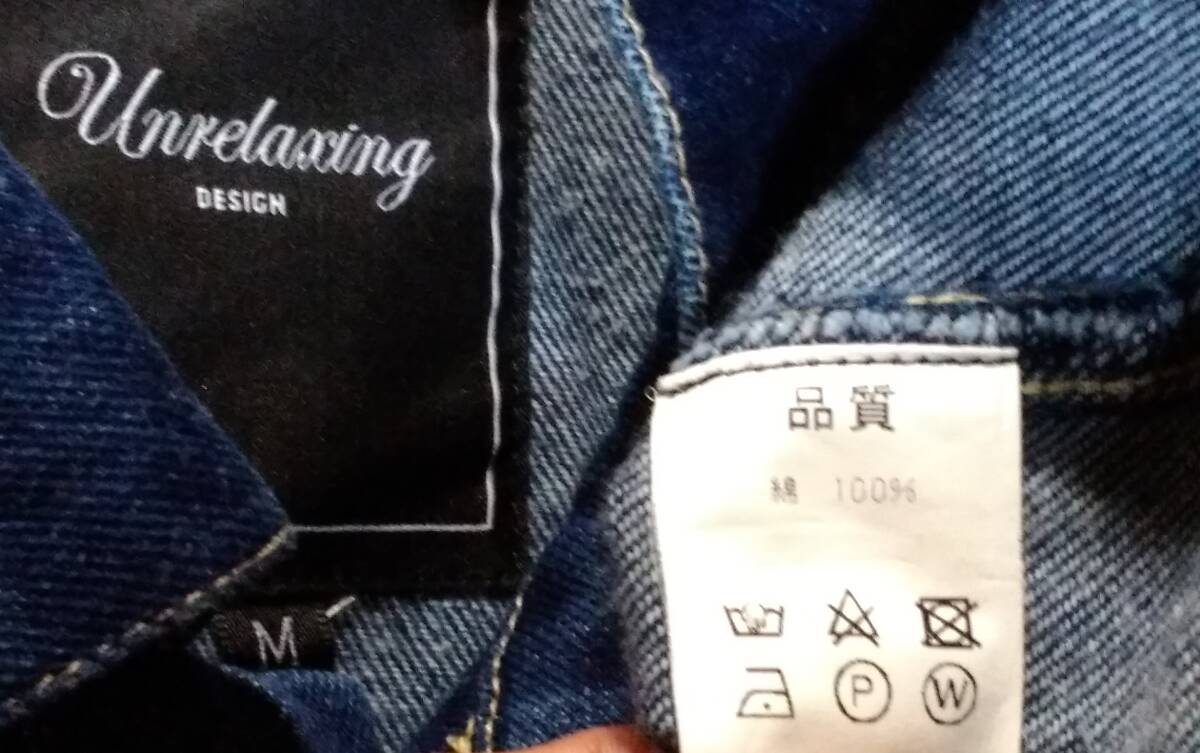 Unrelaxing
DESIGN
M
品質
綿 100%
P W